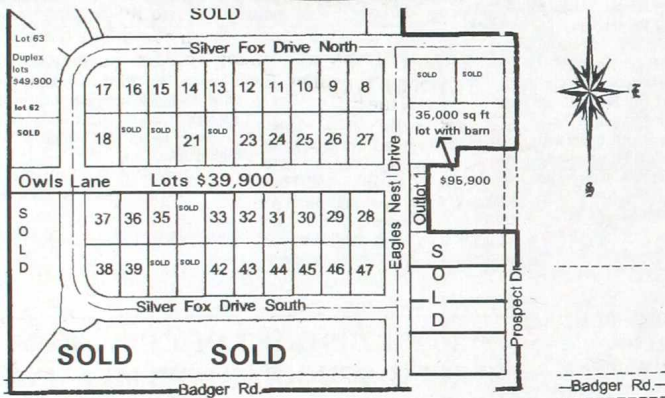 SOLD
Lot 63
Duplex
lots
$49,900
lot 62
SOLD
Silver Fox Drive North
17 16 15 14 13 12 11 10 9 8
18 SOLD SOLD 21 SOLD 23 24 25 26 27
Owls Lane Lots $39,900
37 36 35 SOLD 33 32 31 30 29 28
38 39 SOLD SOLD 42 43 44 45 46 47
Silver Fox Drive South
SOLD
SOLD SOLD
Badger Rd.
Eagles Nest Drive
SOLD SOLD
35,000 sq ft
lot with barn
$95,900
Outlot 1
SOLD
Prospect Dr.
E
S
Badger Rd.